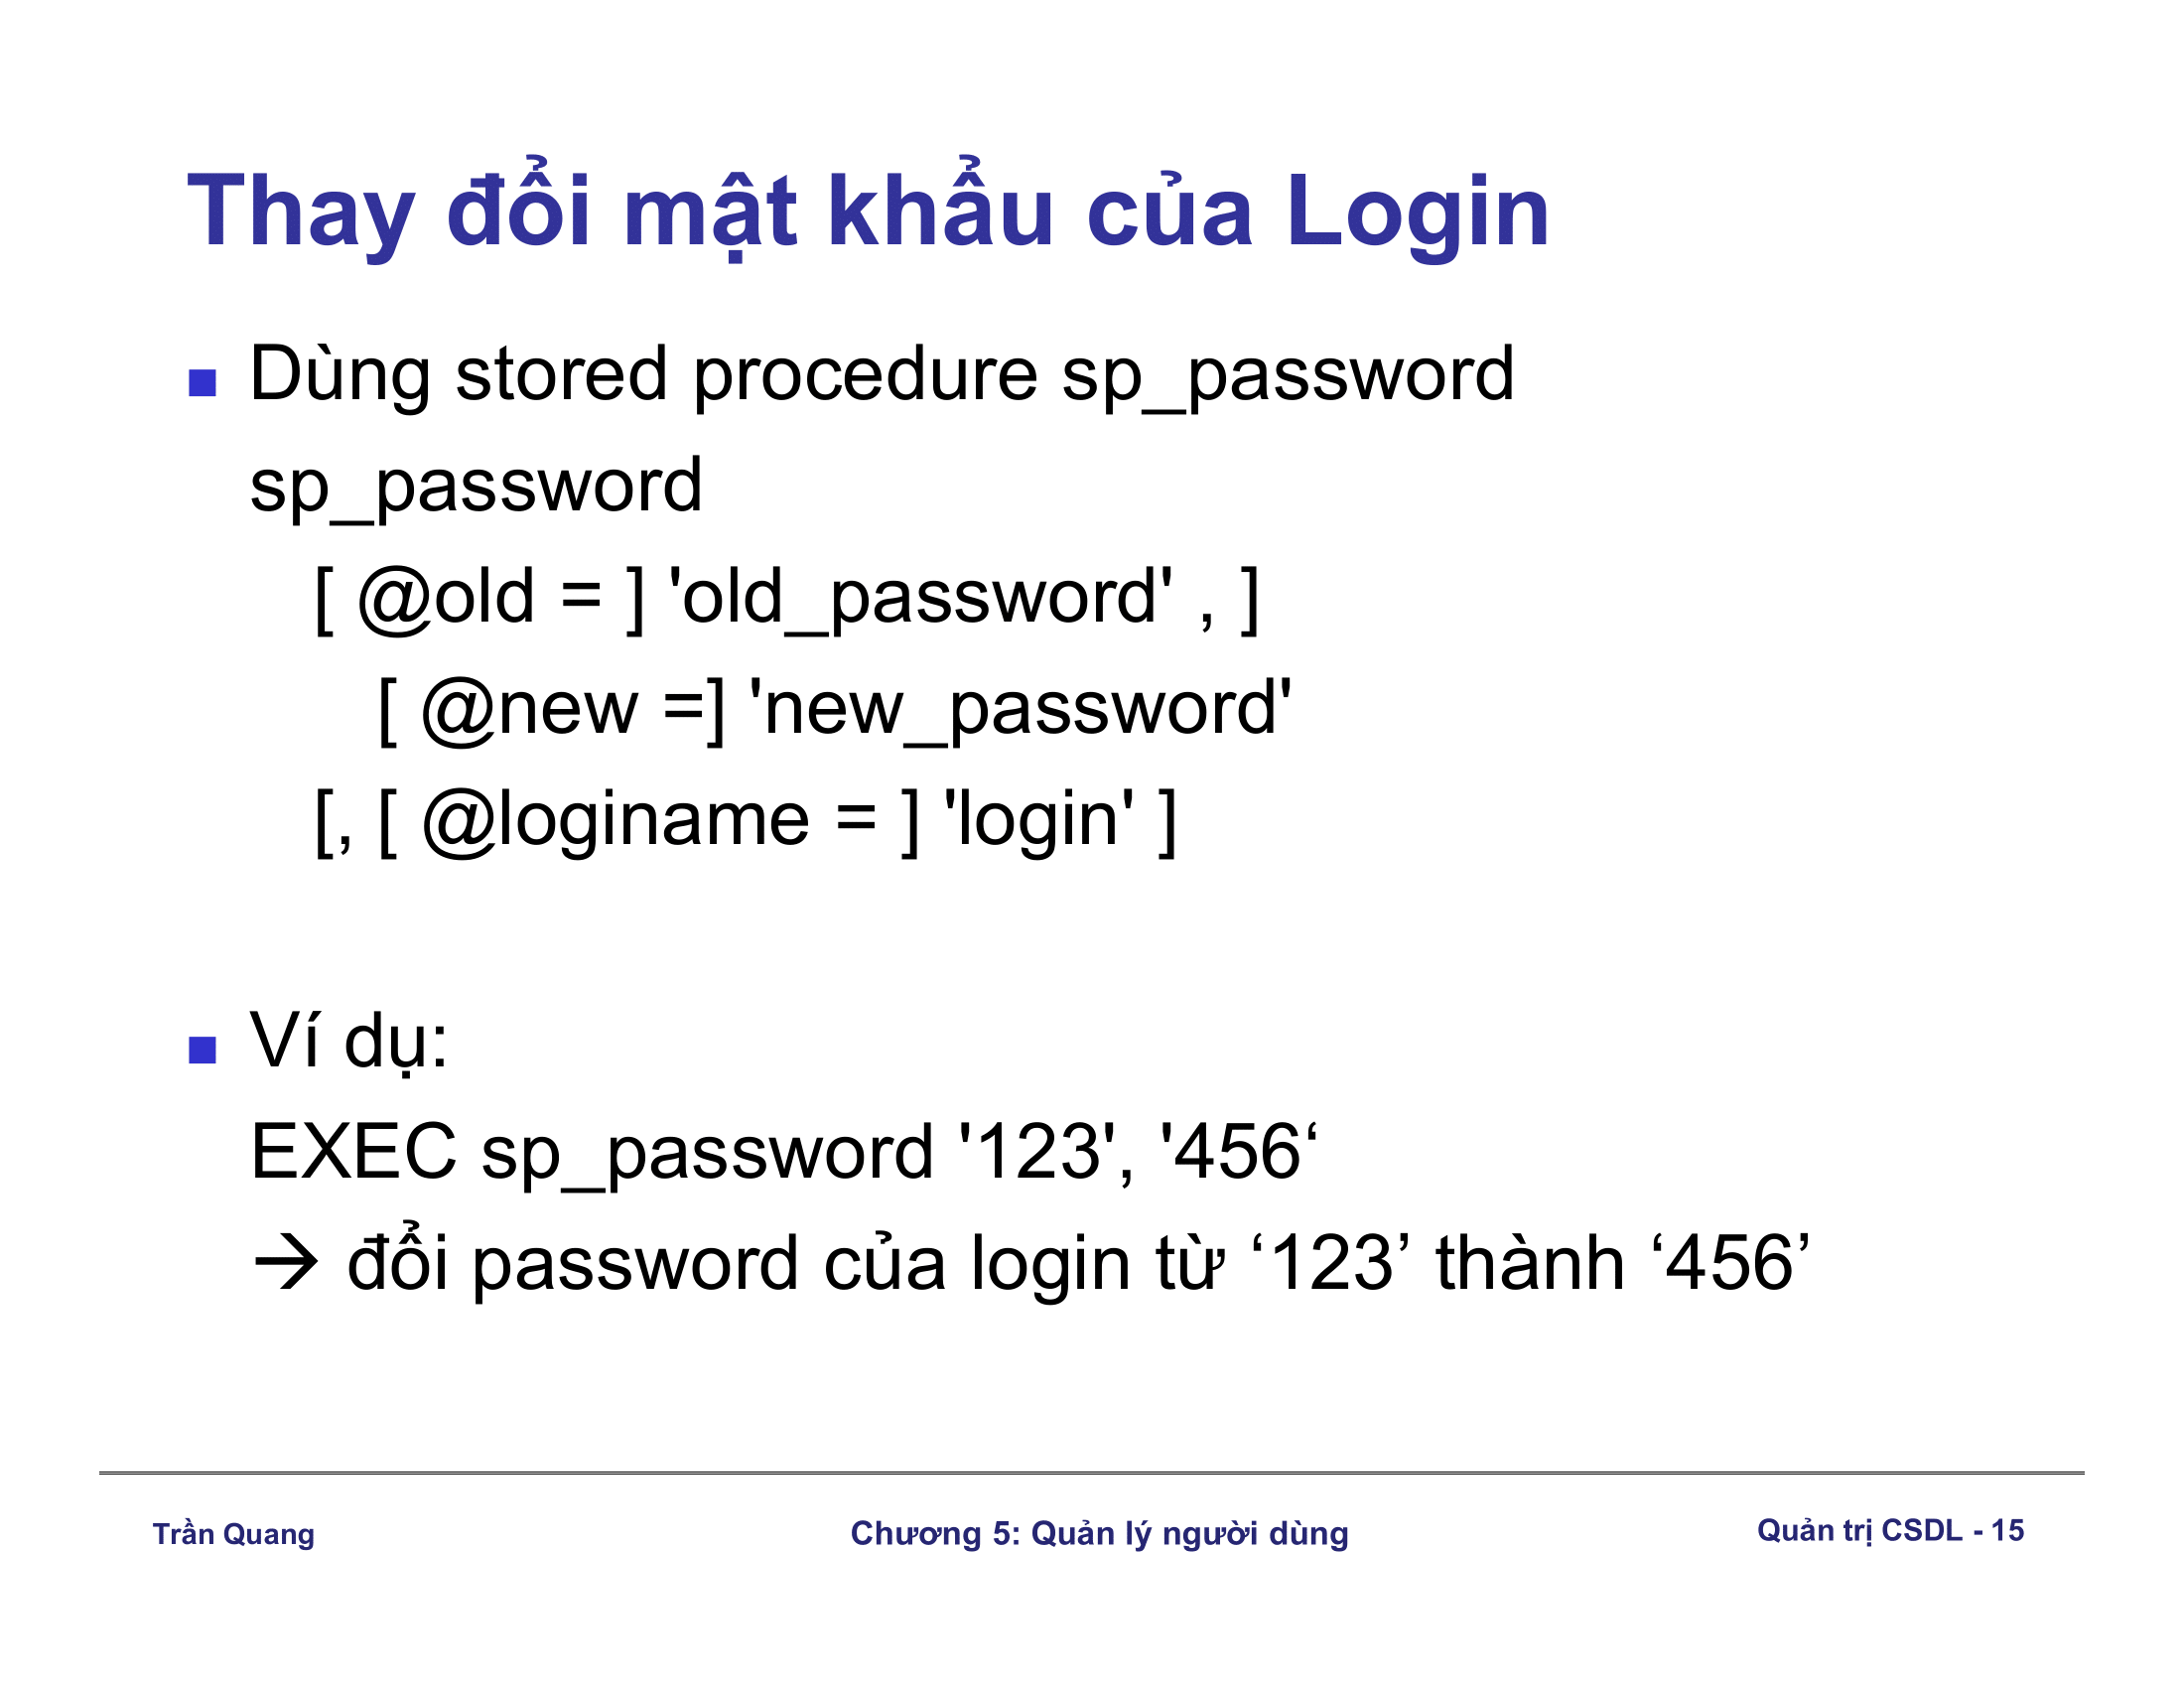 Thay đổi mật khẩu của Login
Dùng stored procedure sp_password
sp_password
[ @old = ] 'old_password' , ]
[ @new =] 'new_password'
[, [ @loginame = ] 'login' ]
Ví dụ:
EXEC sp_password '123', '456‘
→ đổi password của login từ ‘123’ thành ‘456’
Trần Quang
Chương 5: Quản lý người dùng
Quản trị CSDL - 15